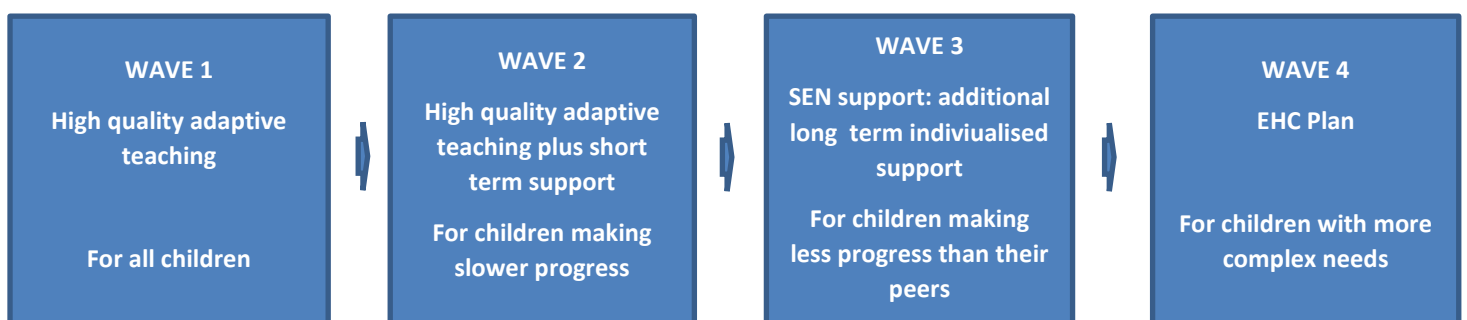 WAVE 1
High quality adaptive
teaching
For all children
WAVE 2
High quality adaptive
teaching plus short
term support
For children making
slower progress
WAVE 3
SEN support: additional
long  term indiviualised
support
For children making
less progress than their
peers
WAVE 4
EHC Plan
For children with more
complex needs